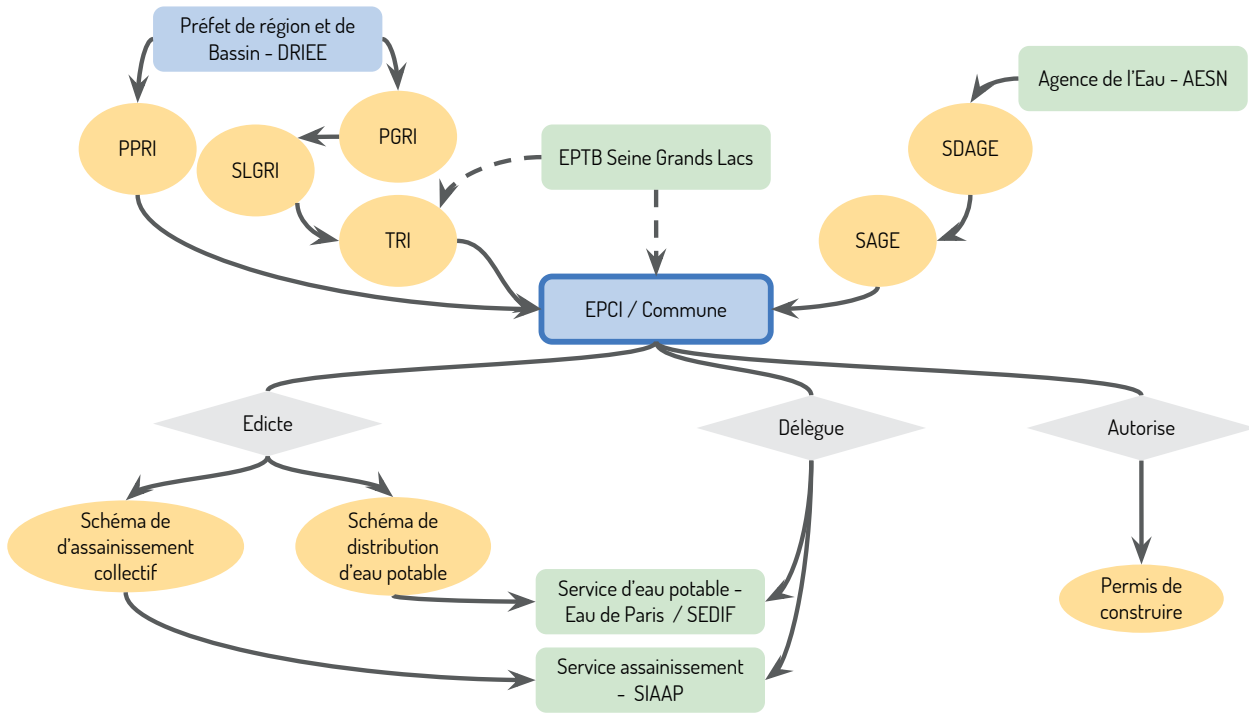 Préfet de région et de
Bassin - DRIEE
Agence de l'Eau - AESN
PPRI
PGRI
SLGRI
EPTB Seine Grands Lacs
SDAGE
TRI
SAGE
EPCI / Commune
Edicte
Délègue
Autorise
Schéma de
d'assainissement
collectif
Schéma de
distribution
d'eau potable
Service d'eau potable -
Eau de Paris / SEDIF
Permis de
construire
Service assainissement
- SIAAP